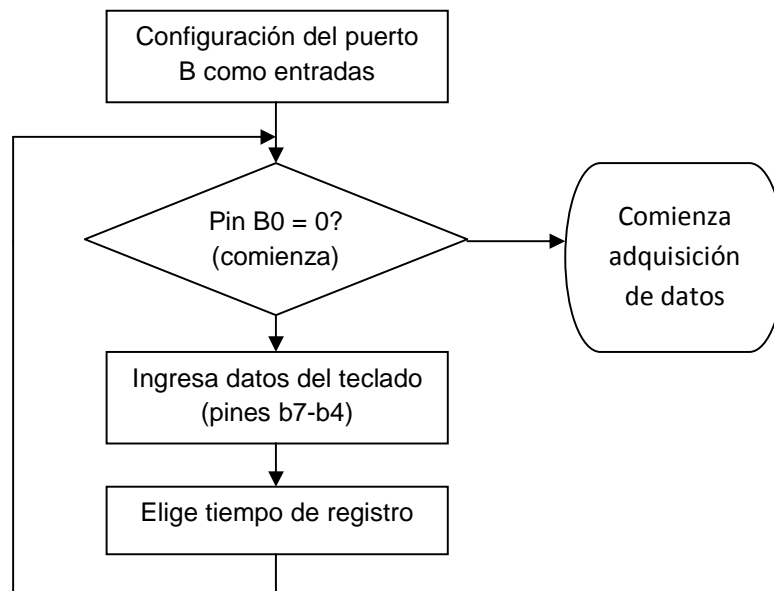 Configuración del puerto
B como entradas
Pin B0 = 0?
(comienza)
Comienza
adquisición
de datos
Ingresa datos del teclado
(pines b7-b4)
Elige tiempo de registro